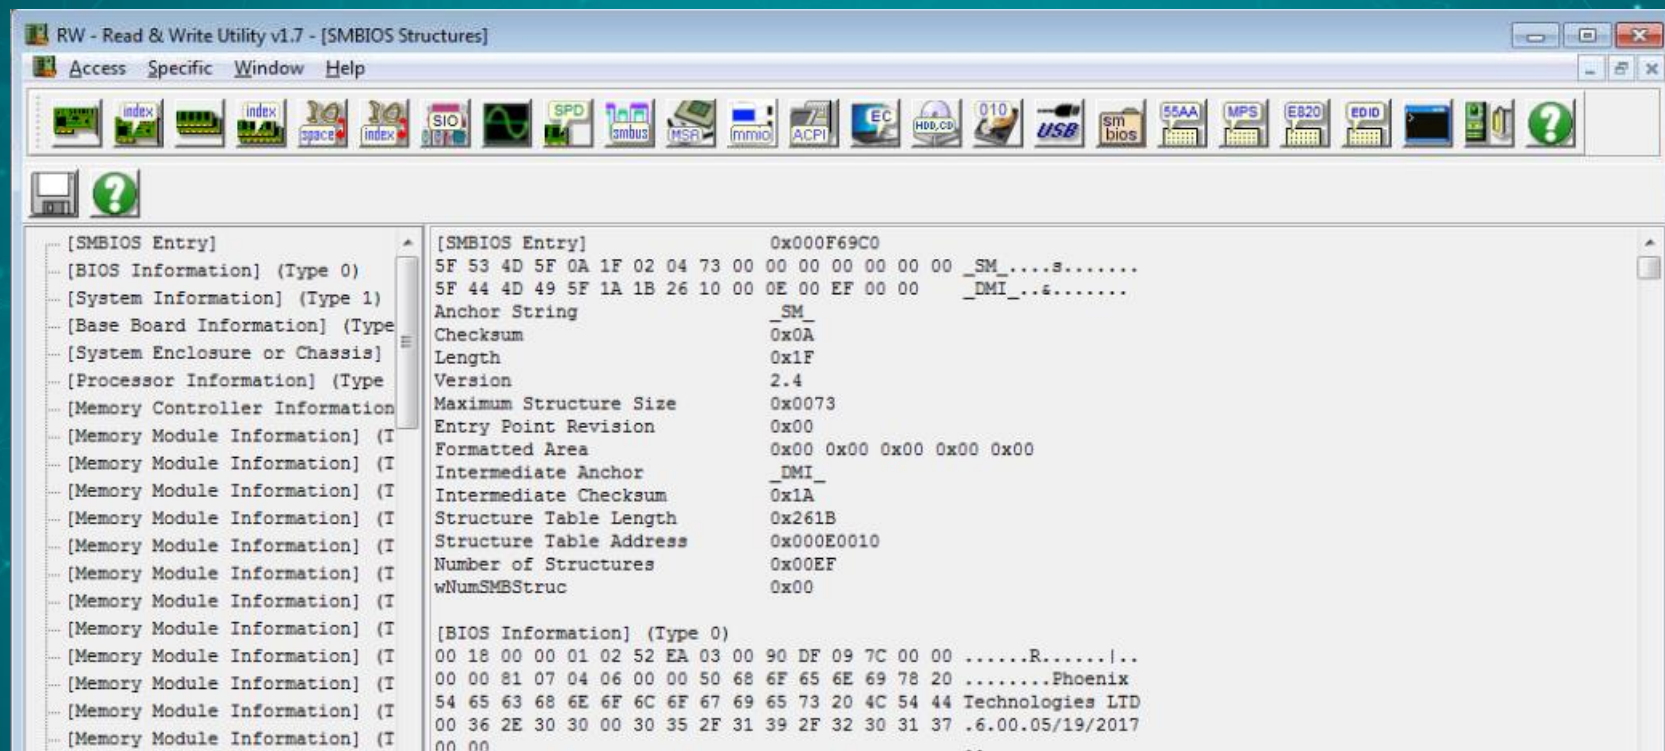 RW - Read & Write Utility v1.7 - [SMBIOS Structures]
Access Specific Window Help
index index space index SIO SPD smbus MSR mmio ACPI EC HDD,CD 010 USB sm bios 55AA MPS E820 EDID
[SMBIOS Entry]
[BIOS Information] (Type 0)
[System Information] (Type 1)
[Base Board Information] (Type
[System Enclosure or Chassis]
[Processor Information] (Type
[Memory Controller Information
[Memory Module Information] (T
[Memory Module Information] (T
[Memory Module Information] (T
[Memory Module Information] (T
[Memory Module Information] (T
[Memory Module Information] (T
[Memory Module Information] (T
[Memory Module Information] (T
[Memory Module Information] (T
[Memory Module Information] (T
[Memory Module Information] (T
[Memory Module Information] (T
[SMBIOS Entry] 0x000F69C0
5F 53 4D 5F 0A 1F 02 04 73 00 00 00 00 00 00 00 _SM_....s.......
5F 44 4D 49 5F 1A 1B 26 10 00 0E 00 EF 00 00 _DMI_..&.......
Anchor String _SM_
Checksum 0x0A
Length 0x1F
Version 2.4
Maximum Structure Size 0x0073
Entry Point Revision 0x00
Formatted Area 0x00 0x00 0x00 0x00 0x00
Intermediate Anchor _DMI_
Intermediate Checksum 0x1A
Structure Table Length 0x261B
Structure Table Address 0x000E0010
Number of Structures 0x00EF
wNumSMBStruc 0x00
[BIOS Information] (Type 0)
00 18 00 00 01 02 52 EA 03 00 90 DF 09 7C 00 00 ......R......|..
00 00 81 07 04 06 00 00 50 68 6F 65 6E 69 78 20 ........Phoenix
54 65 63 68 6E 6F 6C 6F 67 69 65 73 20 4C 54 44 Technologies LTD
00 36 2E 30 30 00 30 35 2F 31 39 2F 32 30 31 37 .6.00.05/19/2017
00 00 ..